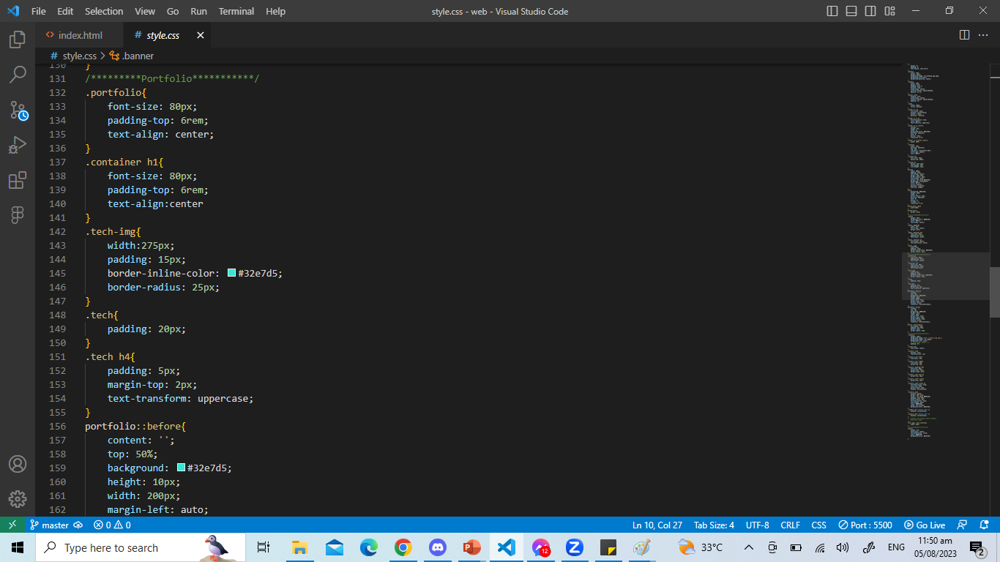 File Edit Selection View Go Run Terminal Help
style.css - web - Visual Studio Code
<> index.html
# style.css ×
# style.css > .banner
130 }
131 /*********Portfolio***********/
132 .portfolio{
133 font-size: 80px;
134 padding-top: 6rem;
135 text-align: center;
136 }
137 .container h1{
138 font-size: 80px;
139 padding-top: 6rem;
140 text-align:center
141 }
142 .tech-img{
143 width:275px;
144 padding: 15px;
145 border-inline-color: #32e7d5;
146 border-radius: 25px;
147 }
148 .tech{
149 padding: 20px;
150 }
151 .tech h4{
152 padding: 5px;
153 margin-top: 2px;
154 text-transform: uppercase;
155 }
156 portfolio::before{
157 content: '';
158 top: 50%;
159 background: #32e7d5;
160 height: 10px;
161 width: 200px;
162 margin-left: auto;
master 0 0 Ln 10, Col 27 Tab Size: 4 UTF-8 CRLF CSS Port : 5500 Go Live
Type here to search
12
33°C
ENG
11:50 am
05/08/2023
2